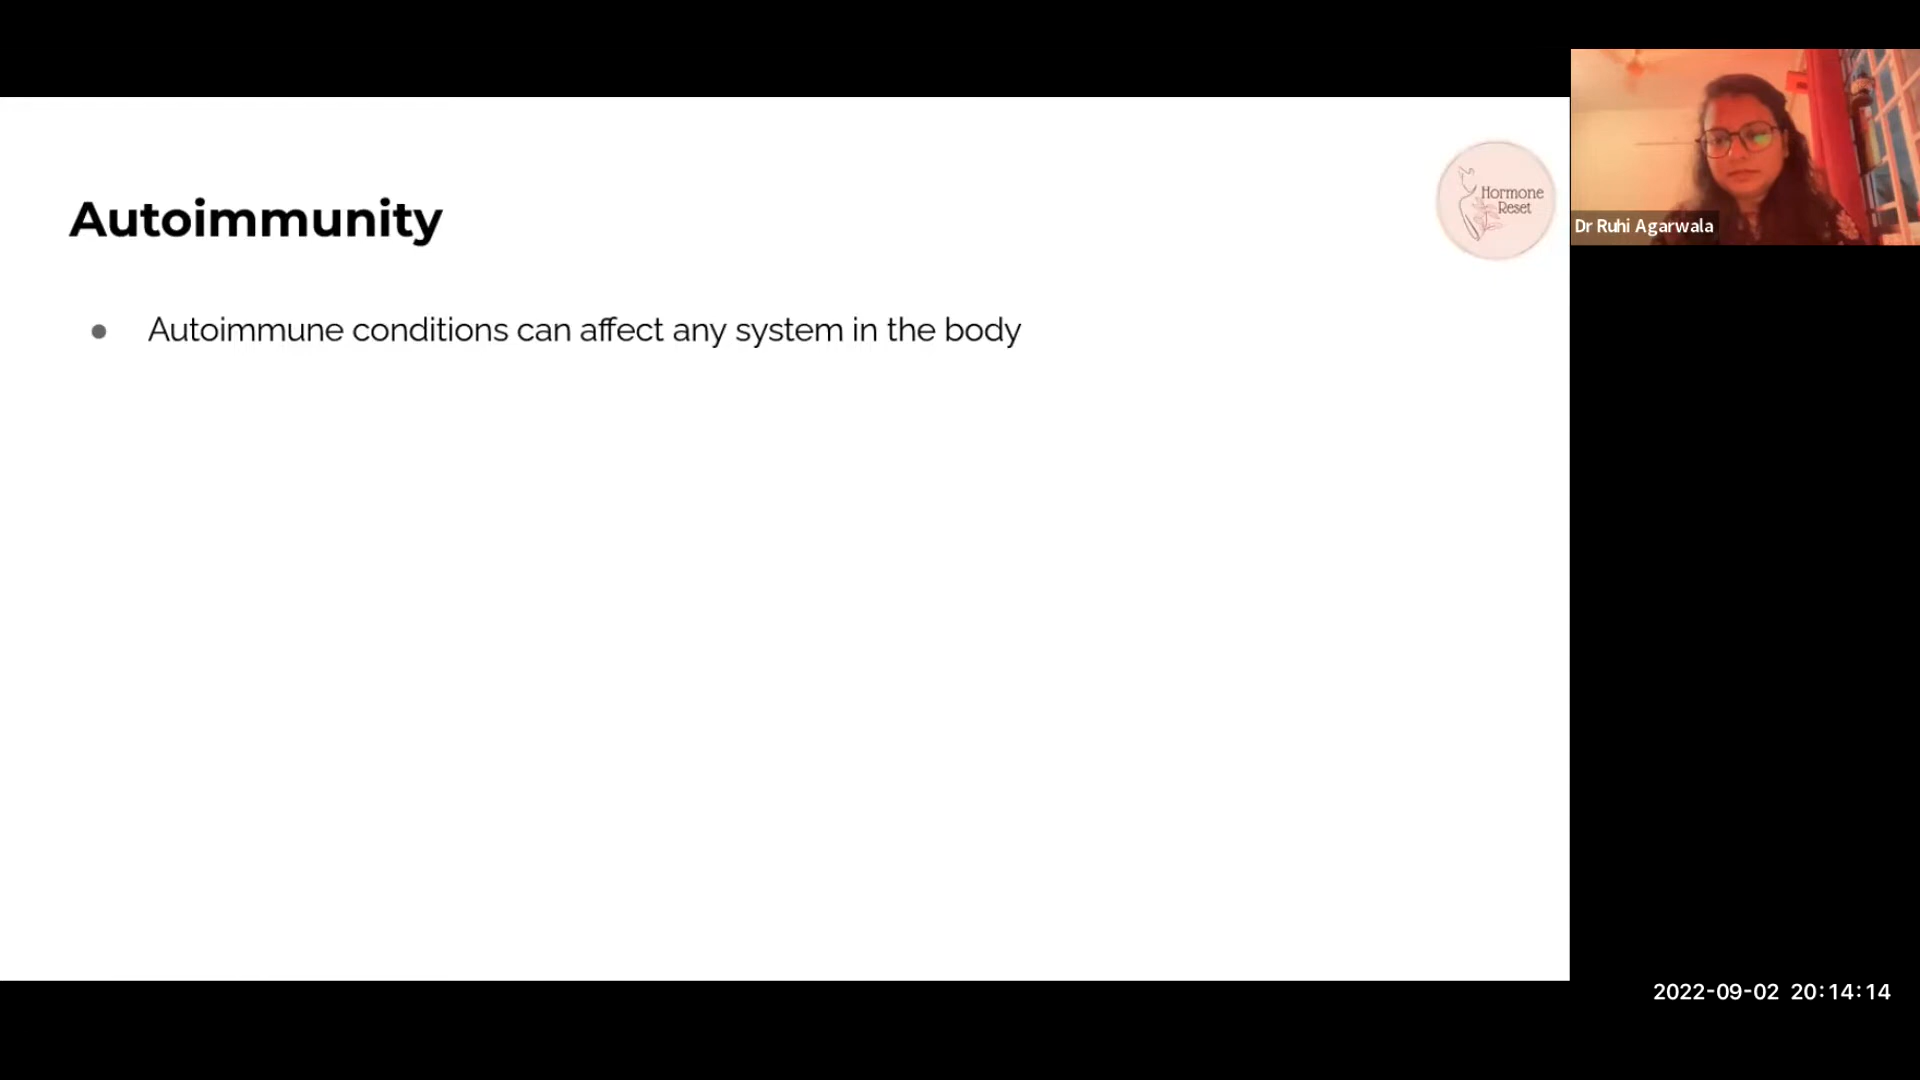 Autoimmunity
● Autoimmune conditions can affect any system in the body
Hormone
Reset
Dr Ruhi Agarwala
2022-09-02 20:14:14